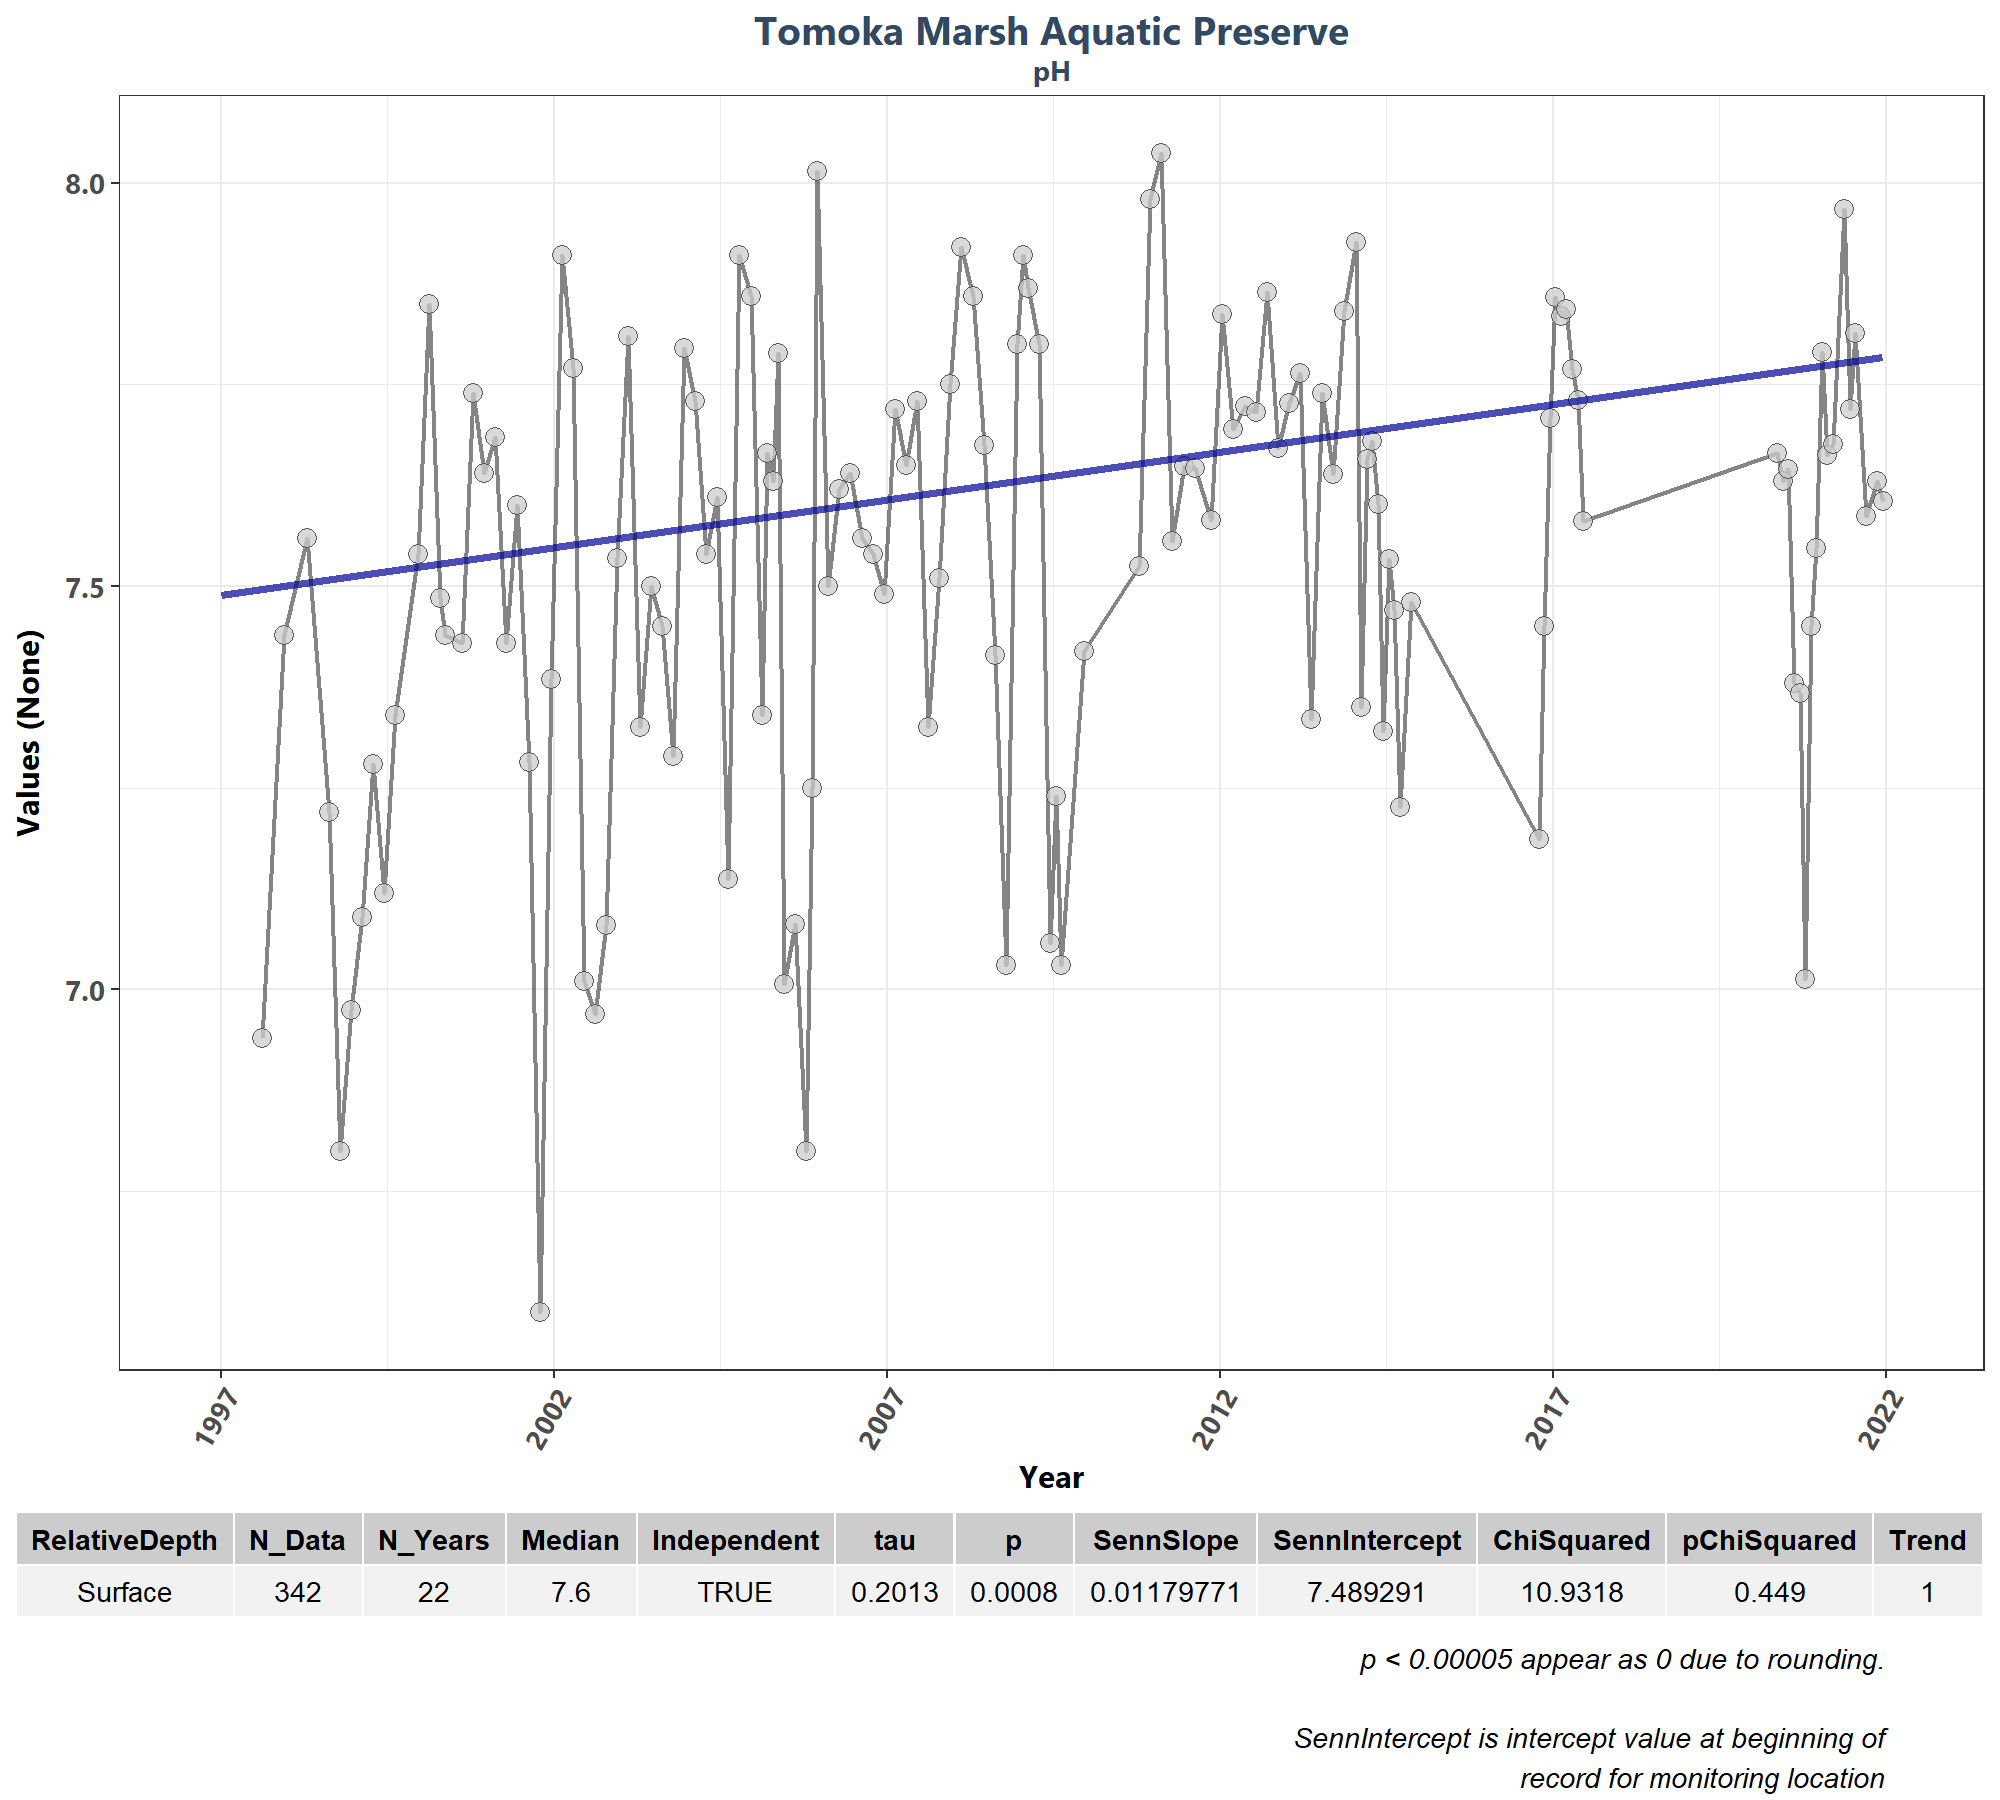 Tomoka Marsh Aquatic Preserve
pH
8.0
7.5
7.0
Values (None)
1997
2002
2007
2012
2017
2022
Year
RelativeDepth N_Data N_Years Median Independent tau p SennSlope SennIntercept ChiSquared pChiSquared Trend
Surface 342 22 7.6 TRUE 0.2013 0.0008 0.01179771 7.489291 10.9318 0.449 1
p < 0.00005 appear as 0 due to rounding.
SennIntercept is intercept value at beginning of
record for monitoring location